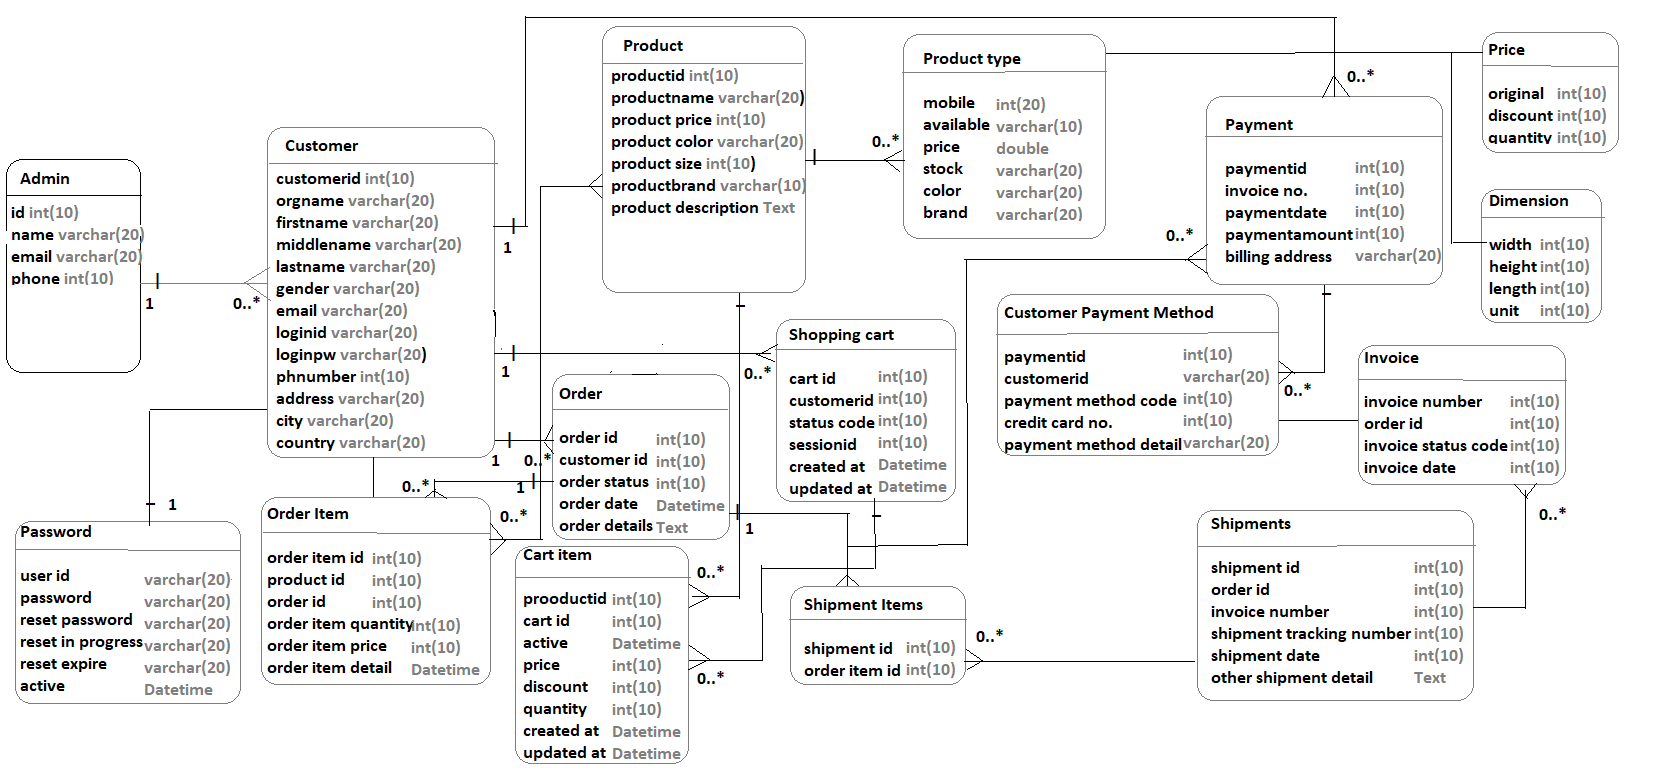 Admin
id int(10)
name varchar(20)
email varchar(20)
phone int(10)
1
0..*
Customer
customerid int(10)
orgname varchar(20)
firstname varchar(20)
middlename varchar(20)
lastname varchar(20)
gender varchar(20)
email varchar(20)
loginid varchar(20)
loginpw varchar(20)
phnumber int(10)
address varchar(20)
city varchar(20)
country varchar(20)
1
1
1
Product
productid int(10)
productname varchar(20)
product price int(10)
product color varchar(20)
product size int(10)
productbrand varchar(10)
product description Text
0..*
Product type
mobile int(20)
available varchar(10)
price double
stock varchar(20)
color varchar(20)
brand varchar(20)
0..*
Payment
paymentid int(10)
invoice no. int(10)
paymentdate int(10)
paymentamount int(10)
billing address varchar(20)
0..*
Price
original int(10)
discount int(10)
quantity int(10)
Dimension
width int(10)
height int(10)
length int(10)
unit int(10)
Customer Payment Method
paymentid int(10)
customerid varchar(20)
payment method code int(10)
credit card no. int(10)
payment method detail varchar(20)
0..*
Invoice
invoice number int(10)
order id int(10)
invoice status code int(10)
invoice date int(10)
0..*
Shopping cart
cart id int(10)
customerid int(10)
status code int(10)
sessionid int(10)
created at Datetime
updated at Datetime
0..*
Order
order id int(10)
customer id int(10)
order status int(10)
order date Datetime
order details Text
0..*
1
1
0..*
0..*
1
Password
user id varchar(20)
password varchar(20)
reset password varchar(20)
reset in progress varchar(20)
reset expire varchar(20)
active Datetime
Order Item
order item id int(10)
product id int(10)
order id int(10)
order item quantity int(10)
order item price int(10)
order item detail Datetime
Cart item
prooductid int(10)
cart id int(10)
active Datetime
price int(10)
discount int(10)
quantity int(10)
created at Datetime
updated at Datetime
0..*
0..*
Shipment Items
shipment id int(10)
order item id int(10)
0..*
Shipments
shipment id int(10)
order id int(10)
invoice number int(10)
shipment tracking number int(10)
shipment date int(10)
other shipment detail Text